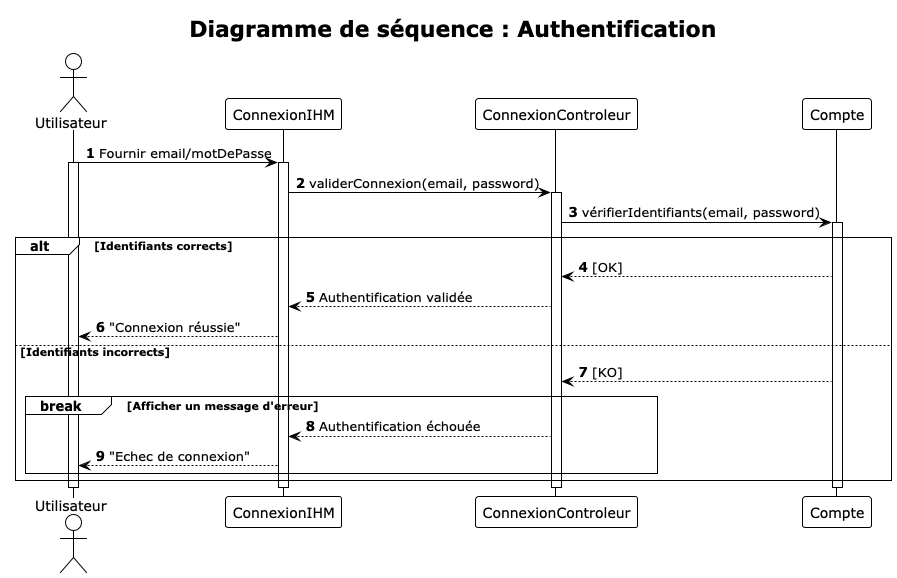 Diagramme de séquence : Authentification
Utilisateur
ConnexionIHM
ConnexionControleur
Compte
1 Fournir email/motDePasse
2 validerConnexion(email, password)
3 vérifierIdentifiants(email, password)
alt [Identifiants corrects]
4 [OK]
5 Authentification validée
6 "Connexion réussie"
[Identifiants incorrects]
7 [KO]
break [Afficher un message d'erreur]
8 Authentification échouée
9 "Echec de connexion"
Utilisateur
ConnexionIHM
ConnexionControleur
Compte